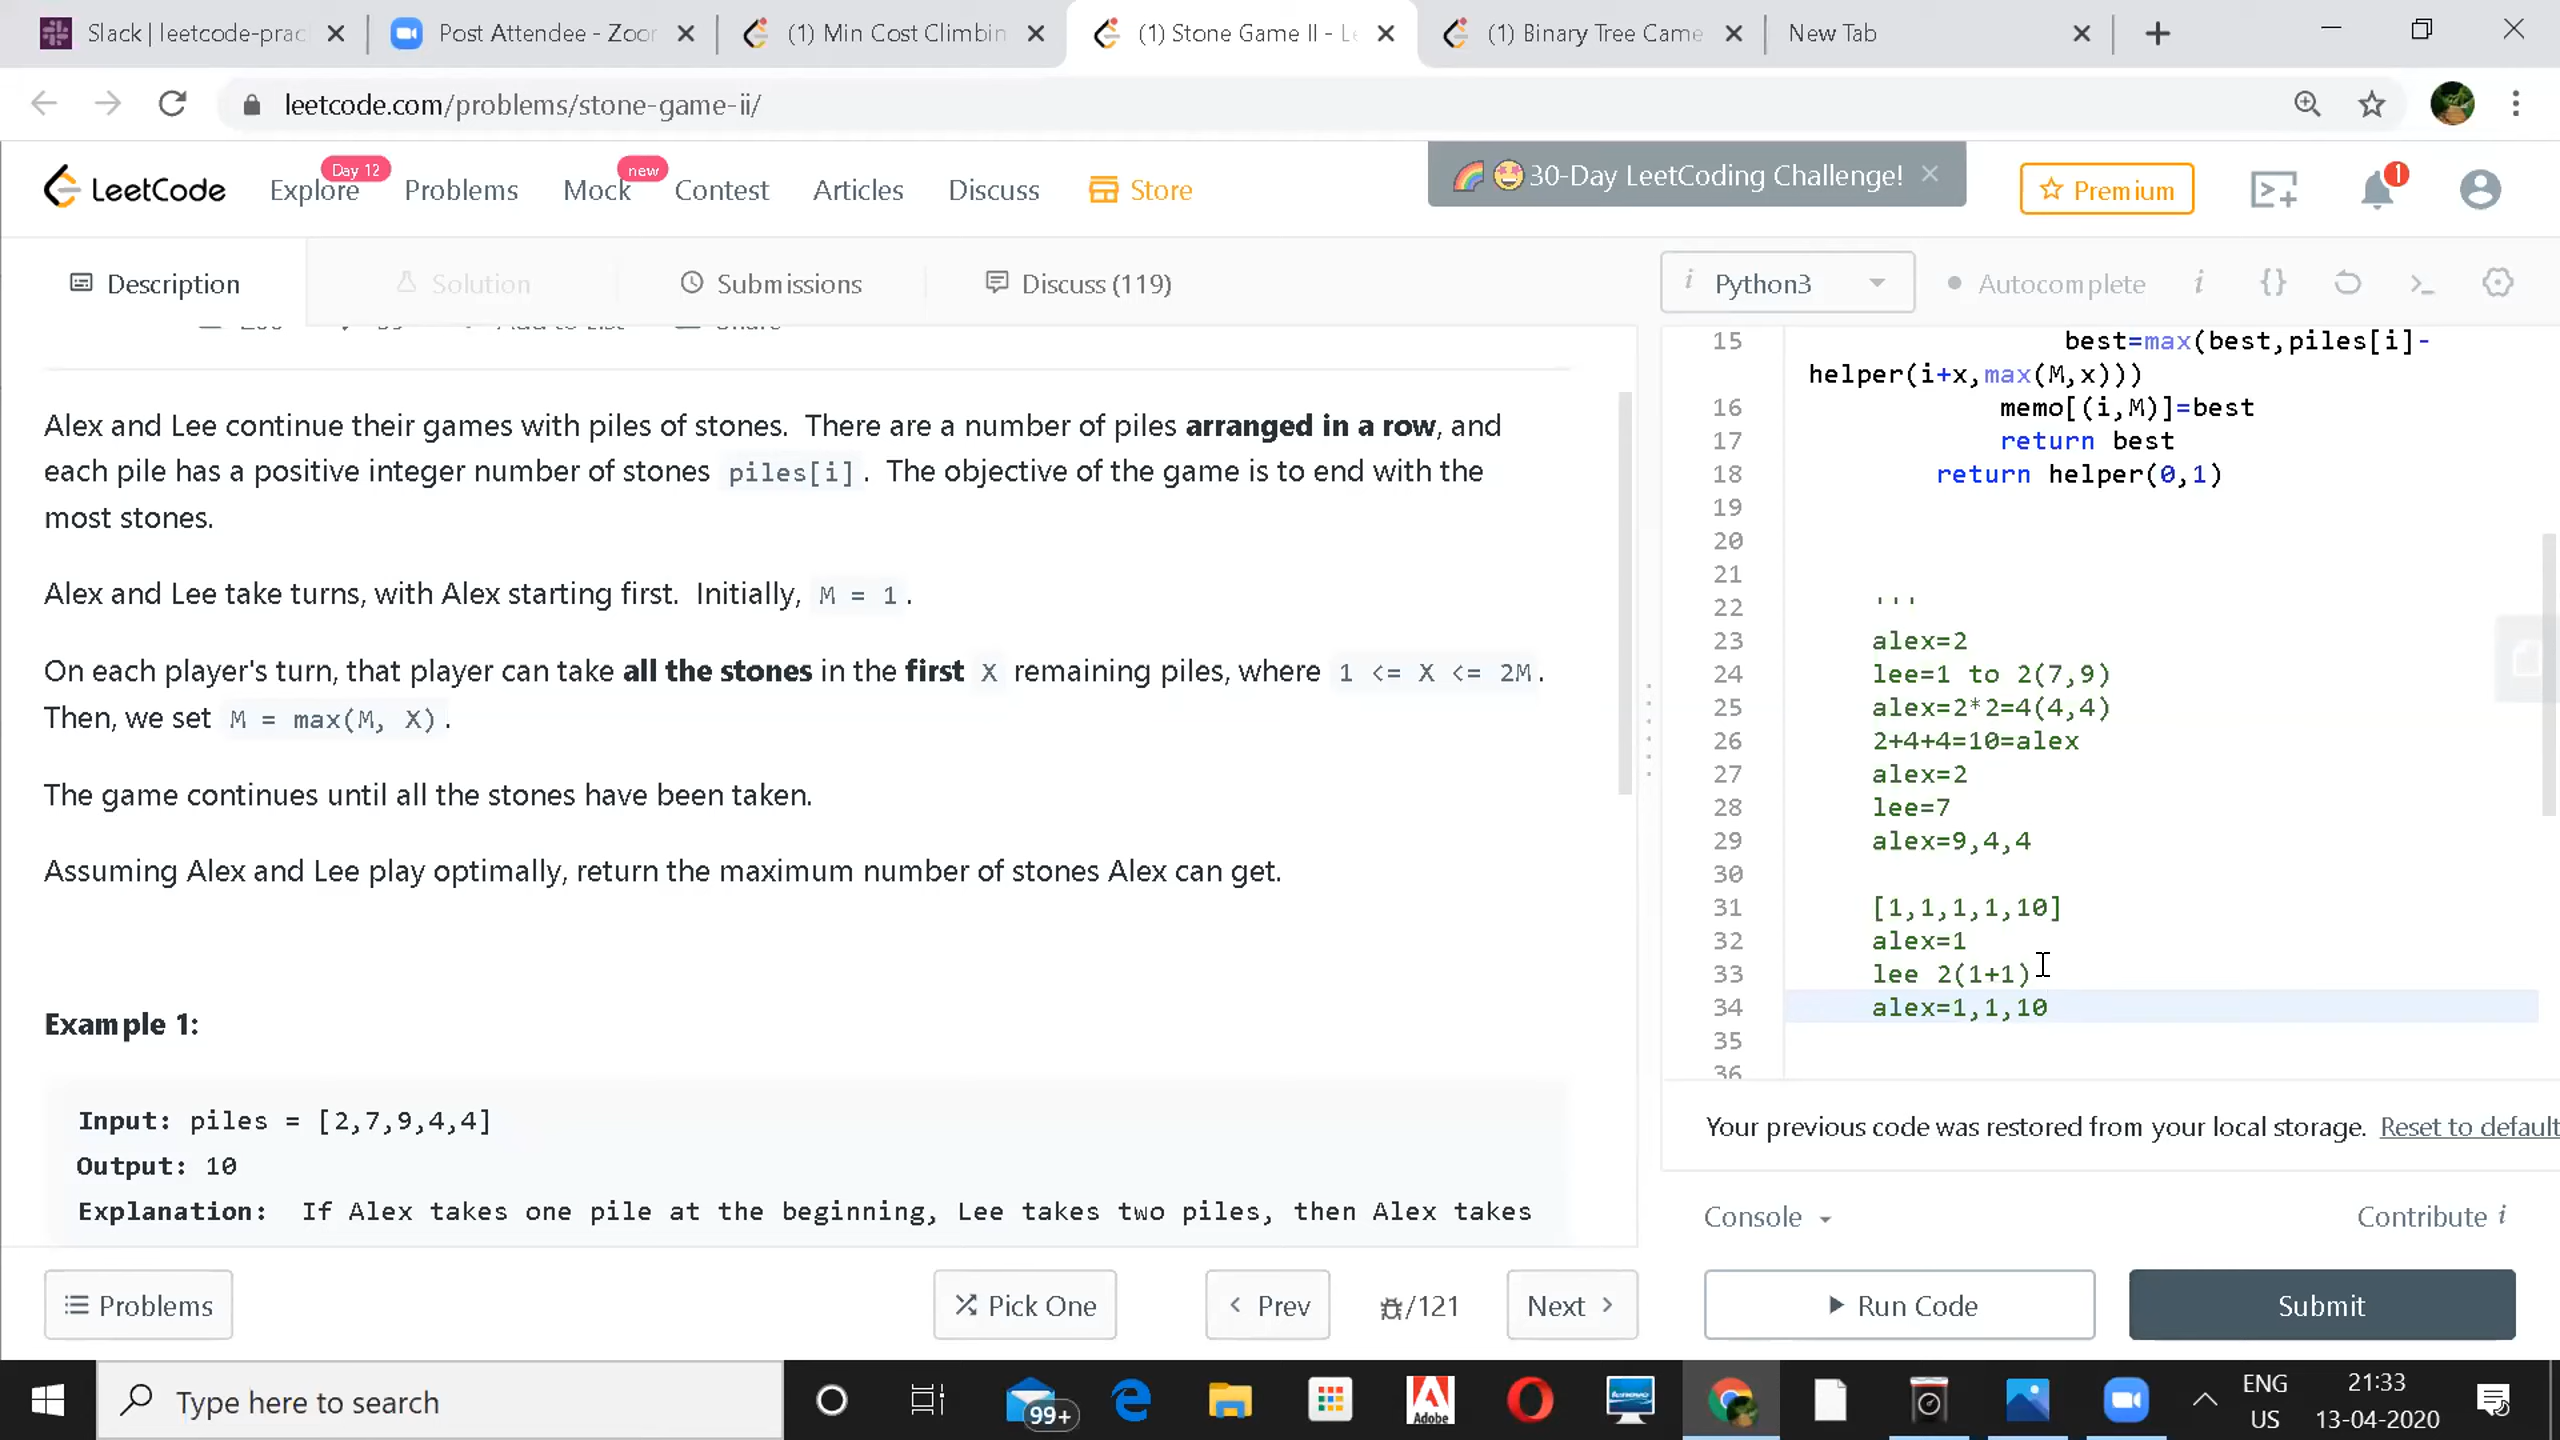 Slack | leetcode-prac
Post Attendee - Zoor
(1) Min Cost Climbin
(1) Stone Game II - Le
(1) Binary Tree Came
New Tab
leetcode.com/problems/stone-game-ii/
LeetCode
Explore
Day 12
Problems
Mock
new
Contest
Articles
Discuss
Store
30-Day LeetCoding Challenge!
Premium
1
Description
Solution
Submissions
Discuss (119)
Python3
Autocomplete
Add to List
Share
Alex and Lee continue their games with piles of stones.  There are a number of piles arranged in a row, and
each pile has a positive integer number of stones piles[i].  The objective of the game is to end with the
most stones.
Alex and Lee take turns, with Alex starting first.  Initially, M = 1.
On each player's turn, that player can take all the stones in the first X remaining piles, where 1 <= X <= 2M.
Then, we set M = max(M, X).
The game continues until all the stones have been taken.
Assuming Alex and Lee play optimally, return the maximum number of stones Alex can get.
Example 1:
Input: piles = [2,7,9,4,4]
Output: 10
Explanation:  If Alex takes one pile at the beginning, Lee takes two piles, then Alex takes
15 best=max(best,piles[i]-
helper(i+x,max(M,x)))
16 memo[(i,M)]=best
17 return best
18 return helper(0,1)
19
20
21
22 '''
23 alex=2
24 lee=1 to 2(7,9)
25 alex=2*2=4(4,4)
26 2+4+4=10=alex
27 alex=2
28 lee=7
29 alex=9,4,4
30
31 [1,1,1,1,10]
32 alex=1
33 lee 2(1+1)
34 alex=1,1,10
35
36
Your previous code was restored from your local storage. Reset to default
Console
Contribute i
Problems
Pick One
Prev
/121
Next
Run Code
Submit
Type here to search
99+
Adobe
lenovo
ENG
US
21:33
13-04-2020